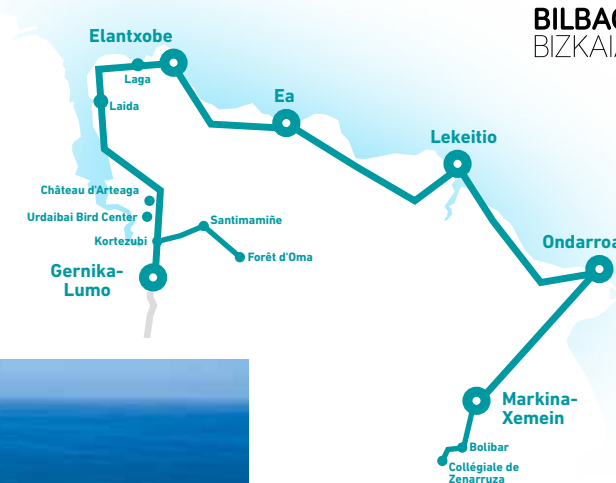 BILBAO
BIZKAIA
Elantxobe
Laga
Laida
Ea
Lekeitio
Château d'Arteaga
Urdaibai Bird Center
Santimamiñe
Kortezubi
Forêt d'Oma
Ondarroa
Gernika-
Lumo
Markina-
Xemein
Bolibar
Collégiale de
Zenarruza